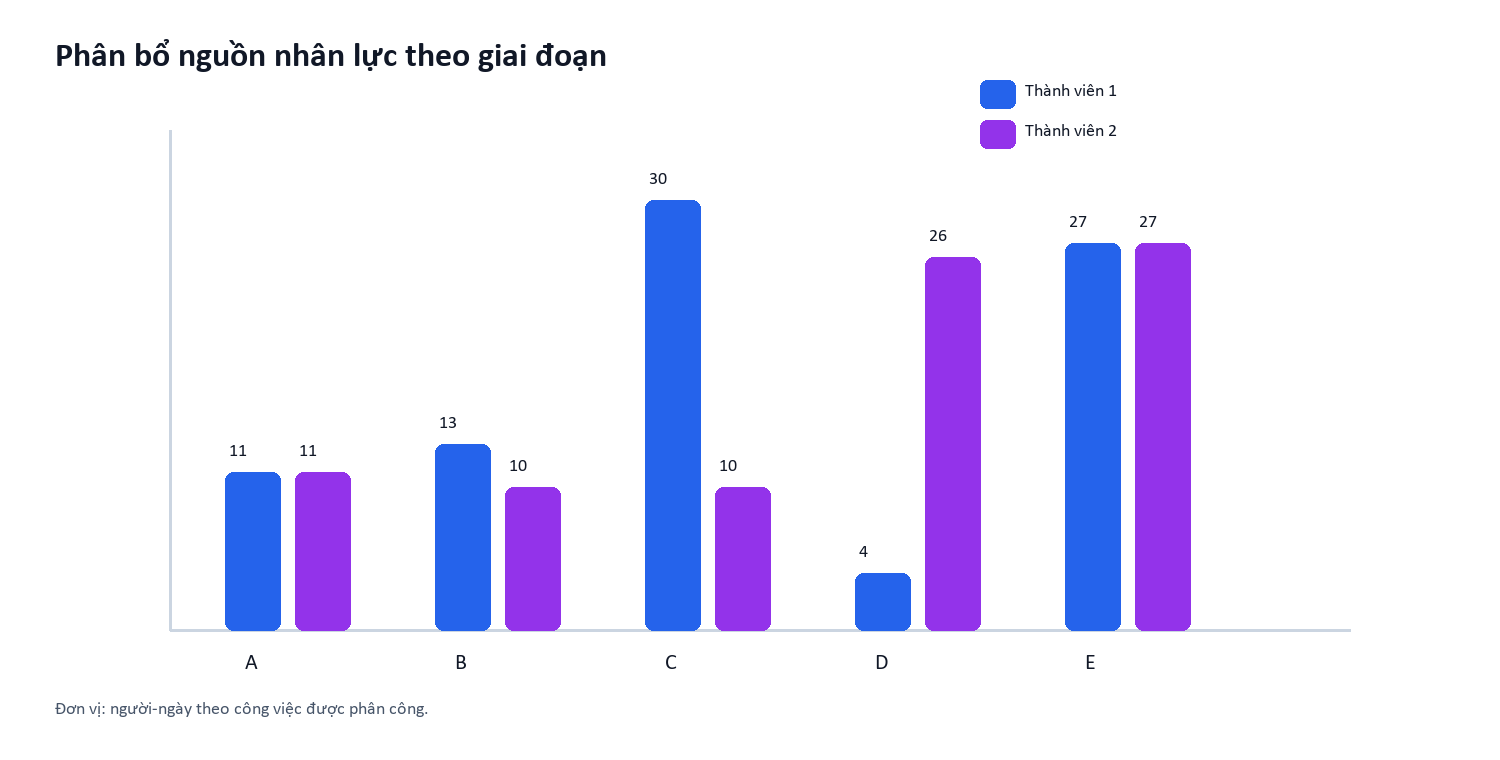 Phân bổ nguồn nhân lực theo giai đoạn
Thành viên 1
Thành viên 2
30
27 27
26
13
11 11
10 10
4
A B C D E
Đơn vị: người-ngày theo công việc được phân công.